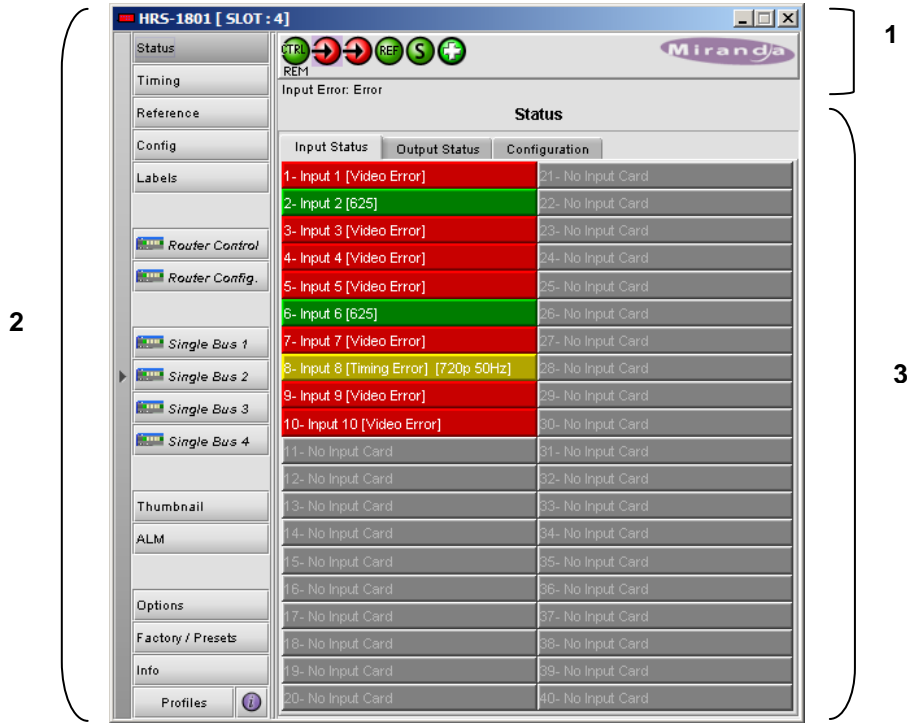 HRS-1801 [ SLOT : 4]
1
2
3
Status
Timing
Reference
Config
Labels
Router Control
Router Config.
Single Bus 1
Single Bus 2
Single Bus 3
Single Bus 4
Thumbnail
ALM
Options
Factory / Presets
Info
Profiles
i
CTRL
REM
REF
S
Miranda
Input Error: Error
Status
Input Status
Output Status
Configuration
1- Input 1 [Video Error]
2- Input 2 [625]
3- Input 3 [Video Error]
4- Input 4 [Video Error]
5- Input 5 [Video Error]
6- Input 6 [625]
7- Input 7 [Video Error]
8- Input 8 [Timing Error] [720p 50Hz]
9- Input 9 [Video Error]
10- Input 10 [Video Error]
11- No Input Card
12- No Input Card
13- No Input Card
14- No Input Card
15- No Input Card
16- No Input Card
17- No Input Card
18- No Input Card
19- No Input Card
20- No Input Card
21- No Input Card
22- No Input Card
23- No Input Card
24- No Input Card
25- No Input Card
26- No Input Card
27- No Input Card
28- No Input Card
29- No Input Card
30- No Input Card
31- No Input Card
32- No Input Card
33- No Input Card
34- No Input Card
35- No Input Card
36- No Input Card
37- No Input Card
38- No Input Card
39- No Input Card
40- No Input Card